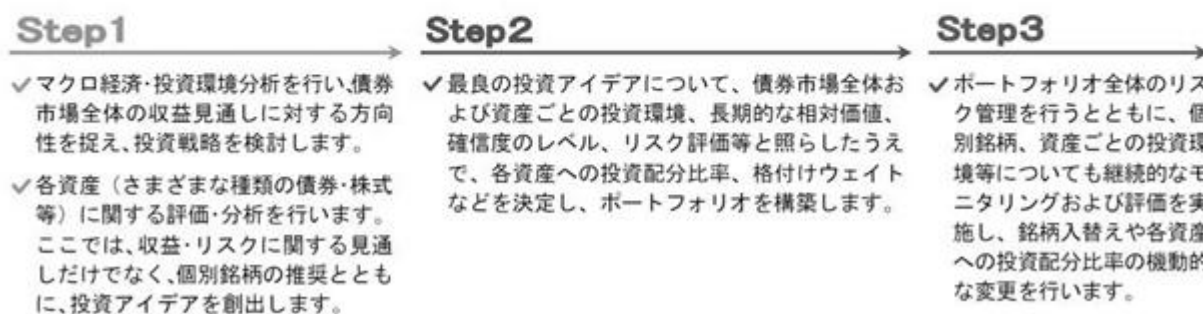 Step1
✓マクロ経済･投資環境分析を行い、債券
市場全体の収益見通しに対する方向
性を捉え、投資戦略を検討します。
✓各資産（さまざまな種類の債券･株式
等）に関する評価･分析を行います。
ここでは、収益･リスクに関する見通
しだけでなく、個別銘柄の推奨ととも
に、投資アイデアを創出します。
Step2
✓最良の投資アイデアについて、債券市場全体お
よび資産ごとの投資環境、長期的な相対価値、
確信度のレベル、リスク評価等と照らしたうえ
で、各資産への投資配分比率、格付けウェイト
などを決定し、ポートフォリオを構築します。
Step3
✓ポートフォリオ全体のリス
ク管理を行うとともに、個
別銘柄、資産ごとの投資環
境等についても継続的なモ
ニタリングおよび評価を実
施し、銘柄入替えや各資産
への投資配分比率の機動的
な変更を行います。